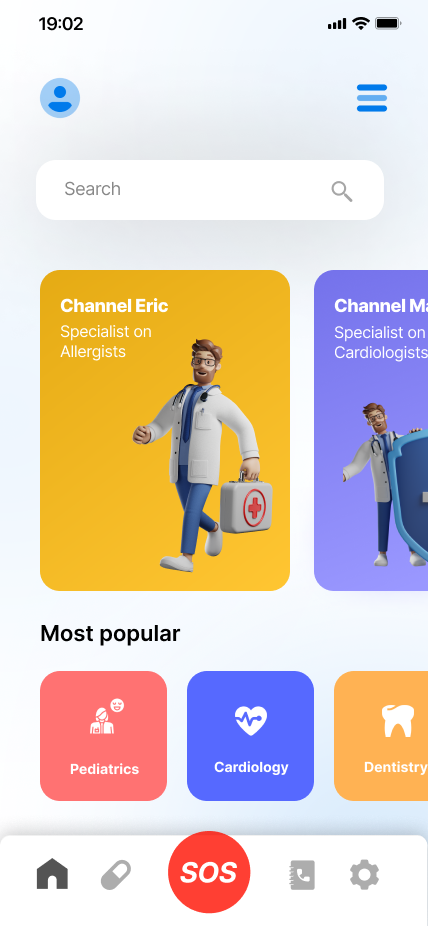 19:02
Search
Channel Eric
Specialist on
Allergists
Channel Ma
Specialist on
Cardiologists
Most popular
Pediatrics
Cardiology
Dentistry
SOS